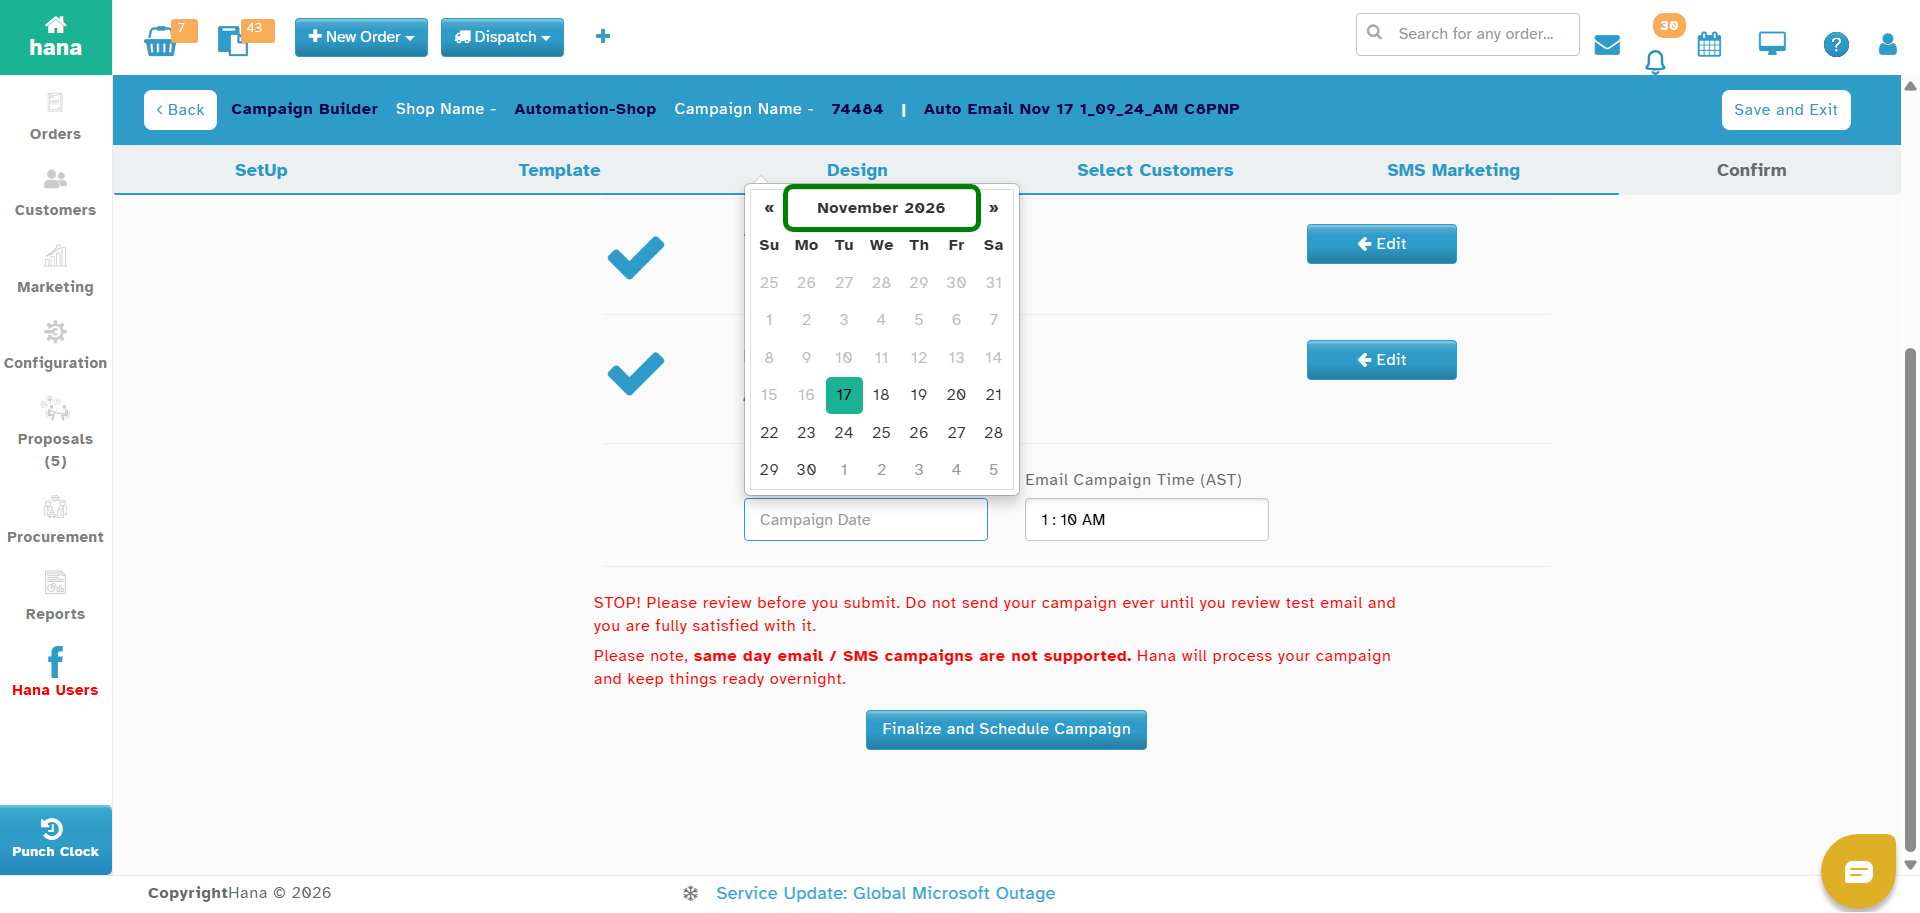 hana
7
43
New Order
Dispatch
Search for any order...
30
Orders
Customers
Marketing
Configuration
Proposals
(5)
Procurement
Reports
Hana Users
Punch Clock
< Back
Campaign Builder Shop Name - Automation-Shop Campaign Name - 74484 | Auto Email Nov 17 1_09_24_AM C8PNP
Save and Exit
SetUp Template Design Select Customers SMS Marketing Confirm
« November 2026 »
Su Mo Tu We Th Fr Sa
25 26 27 28 29 30 31
1 2 3 4 5 6 7
8 9 10 11 12 13 14
15 16 17 18 19 20 21
22 23 24 25 26 27 28
29 30 1 2 3 4 5
Edit
Edit
Email Campaign Time (AST)
Campaign Date
1 : 10 AM
STOP! Please review before you submit. Do not send your campaign ever until you review test email and
you are fully satisfied with it.
Please note, same day email / SMS campaigns are not supported. Hana will process your campaign
and keep things ready overnight.
Finalize and Schedule Campaign
CopyrightHana © 2026
Service Update: Global Microsoft Outage